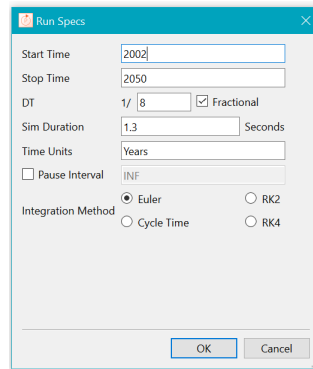 Run Specs
Start Time 2002
Stop Time 2050
DT 1/ 8 Fractional
Sim Duration 1.3 Seconds
Time Units Years
Pause Interval INF
Integration Method Euler RK2
Cycle Time RK4
OK Cancel